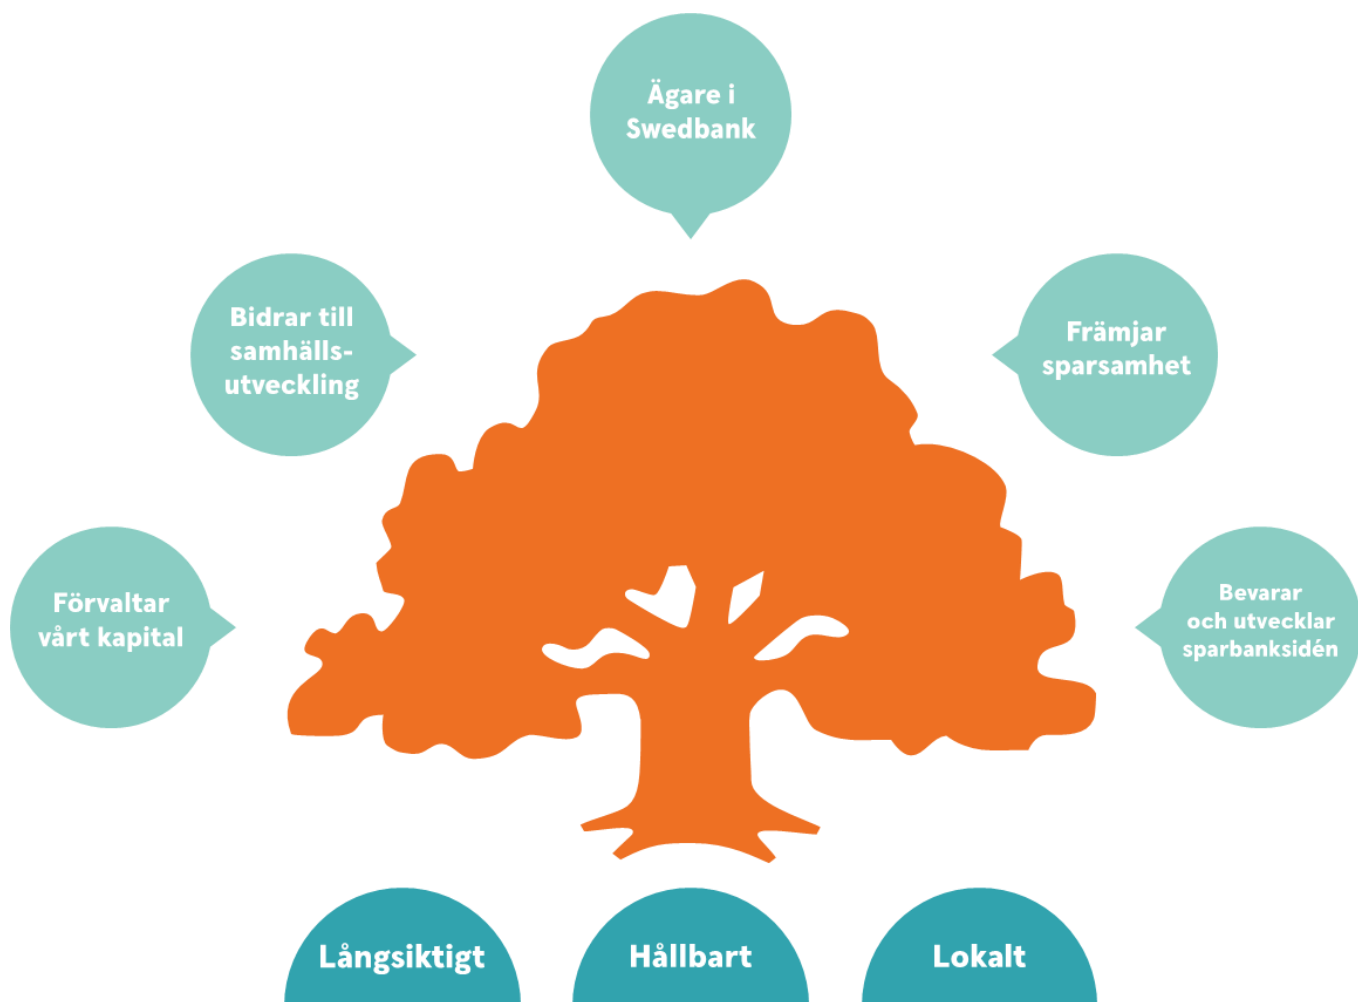 Ägare i
Swedbank
Bidrar till
samhälls-
utveckling
Främjar
sparsamhet
Förvaltar
vårt kapital
Bevarar
och utvecklar
sparbanksidén
Långsiktigt
Hållbart
Lokalt